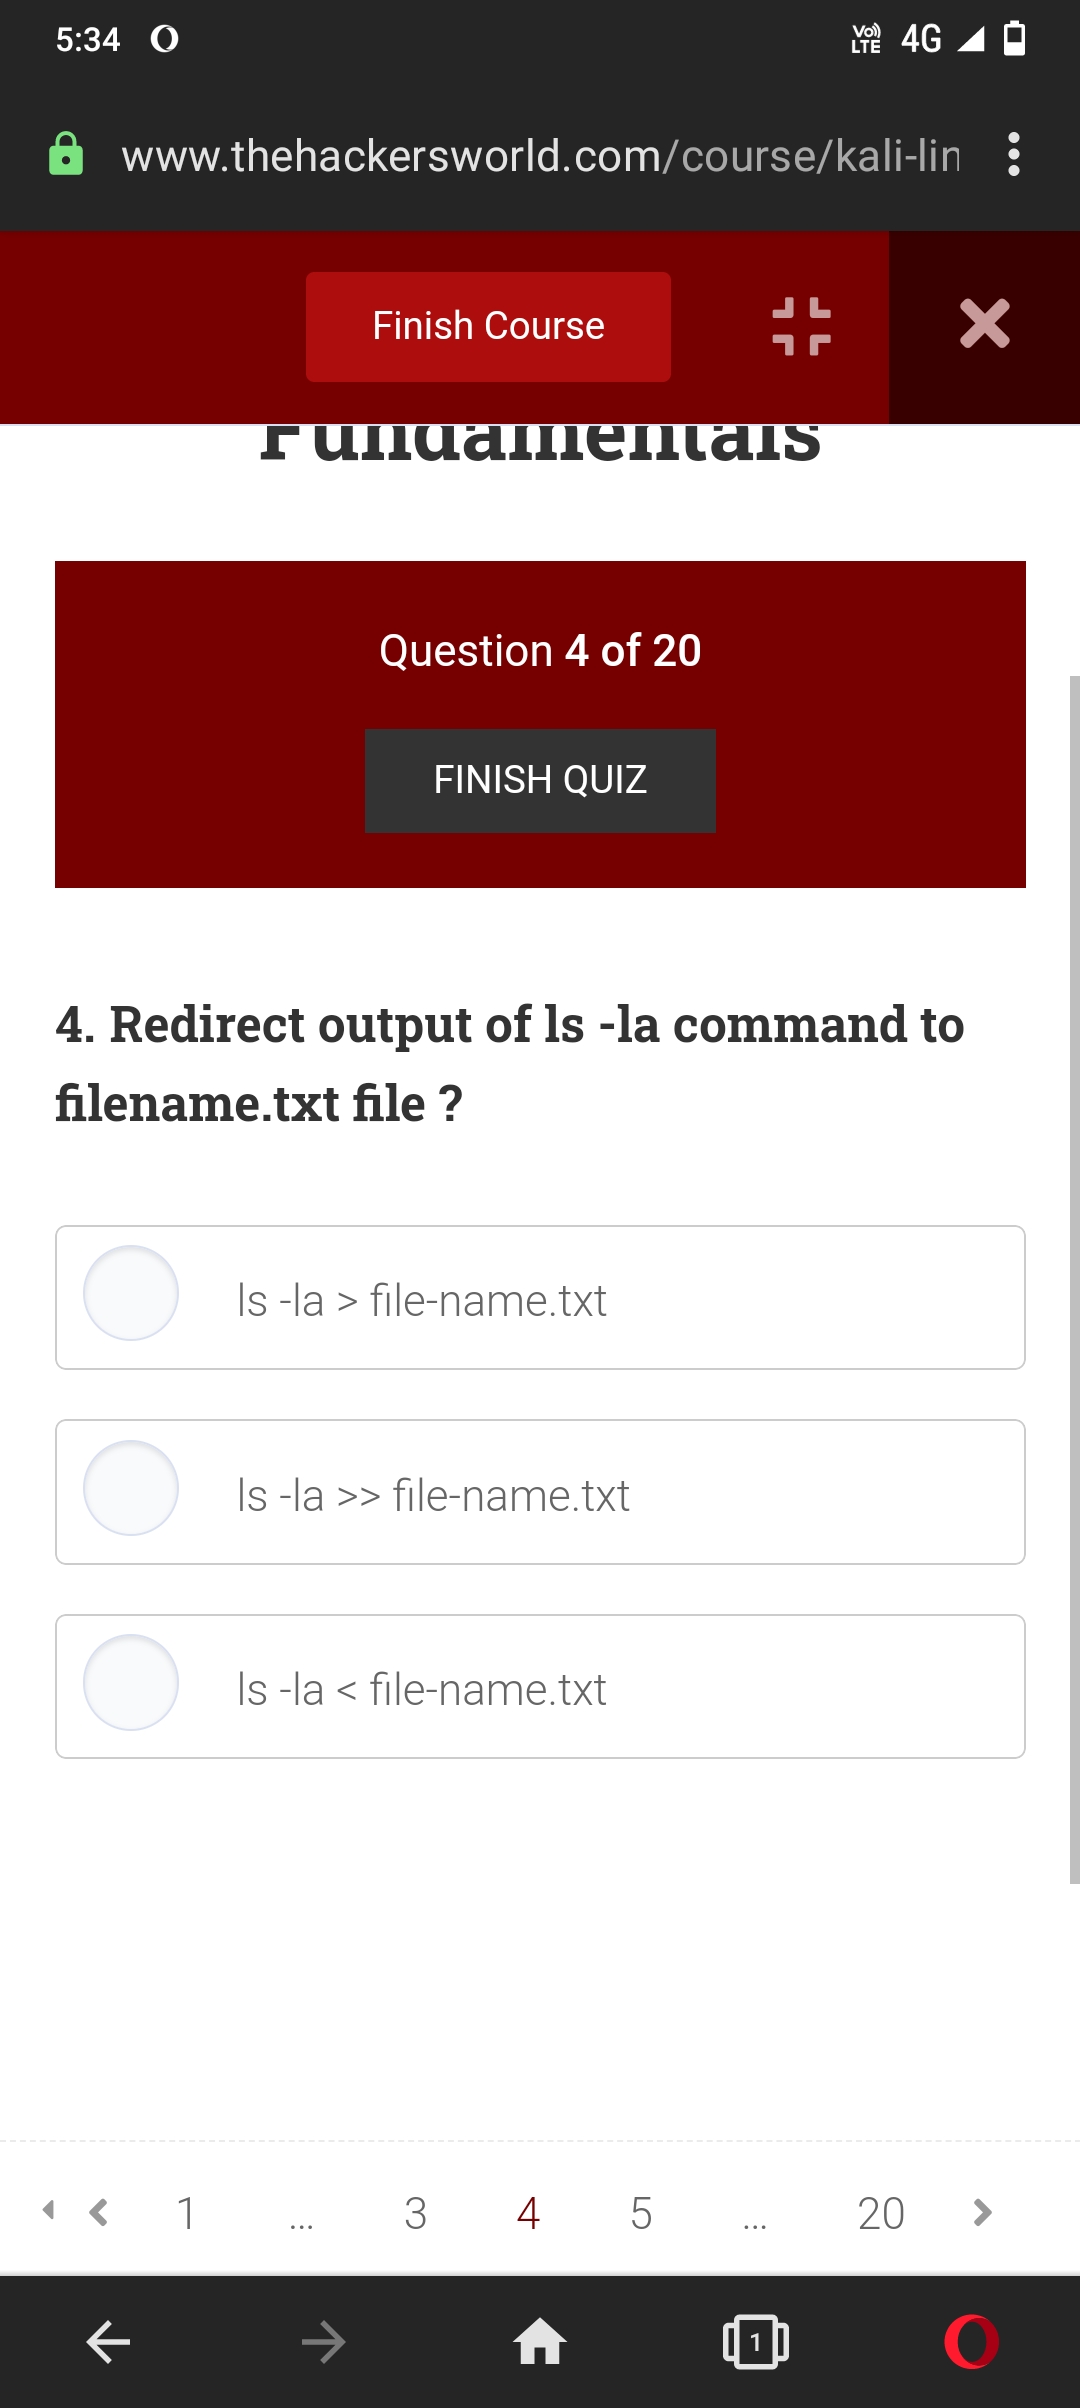 5:34
Vo)) LTE 4G
www.thehackersworld.com/course/kali-lin
Finish Course
Fundamentals
Question 4 of 20
FINISH QUIZ
4. Redirect output of ls -la command to
filename.txt file ?
ls -la > file-name.txt
ls -la >> file-name.txt
ls -la < file-name.txt
1 ... 3 4 5 ... 20
1